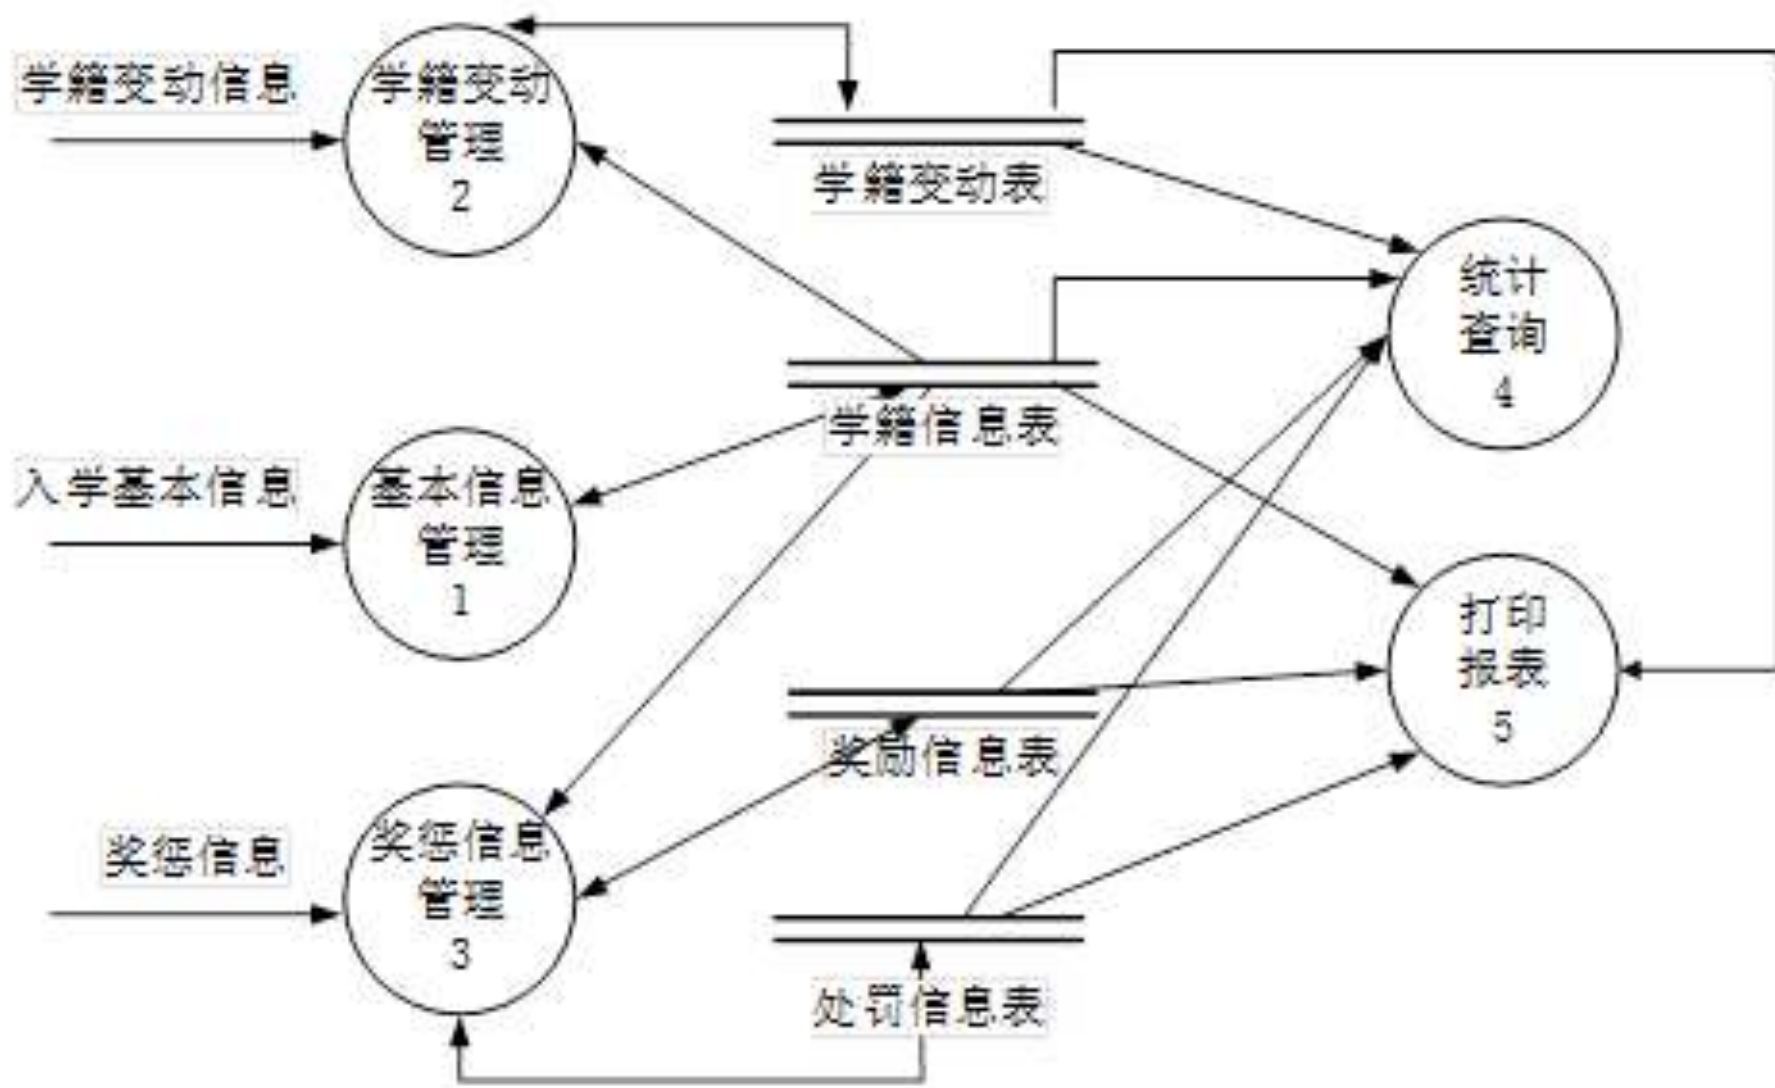 学籍变动信息
学籍变动
管理
2
学籍变动表
统计
查询
4
学籍信息表
入学基本信息
基本信息
管理
1
打印
报表
5
奖励信息表
奖惩信息
奖惩信息
管理
3
处罚信息表